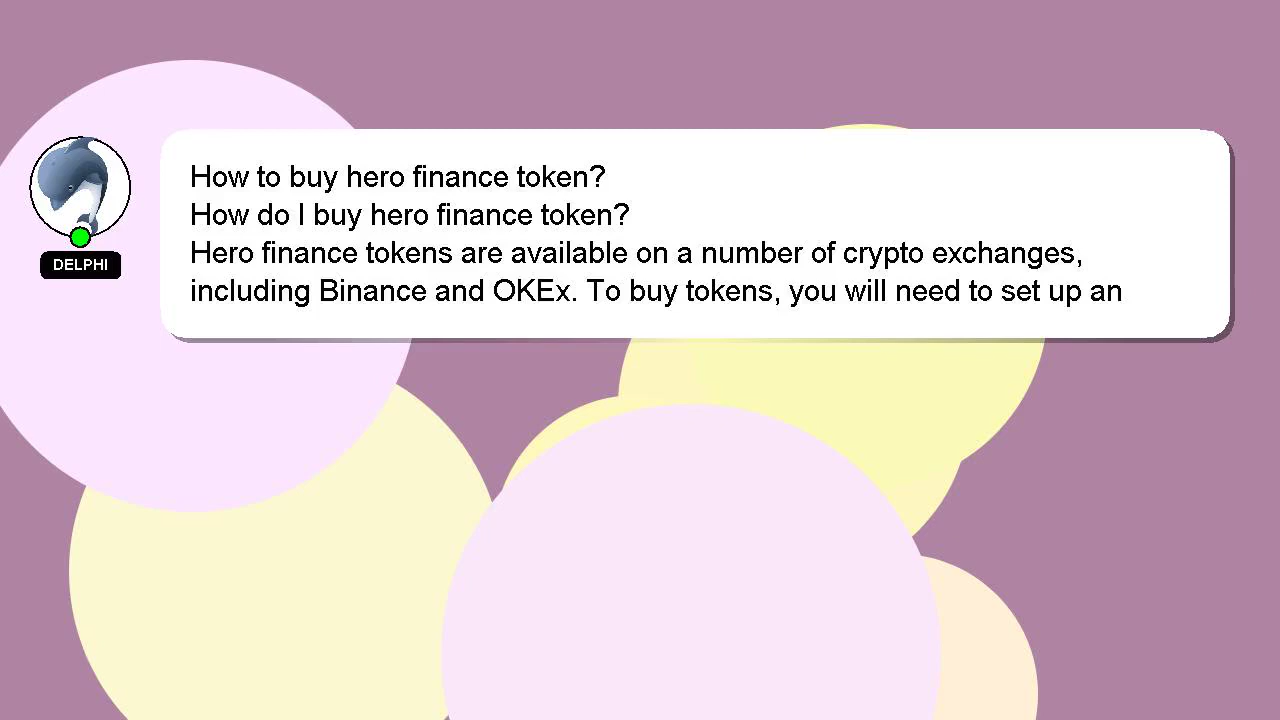 How to buy hero finance token?
How do I buy hero finance token?
Hero finance tokens are available on a number of crypto exchanges,
including Binance and OKEx. To buy tokens, you will need to set up an
DELPHI